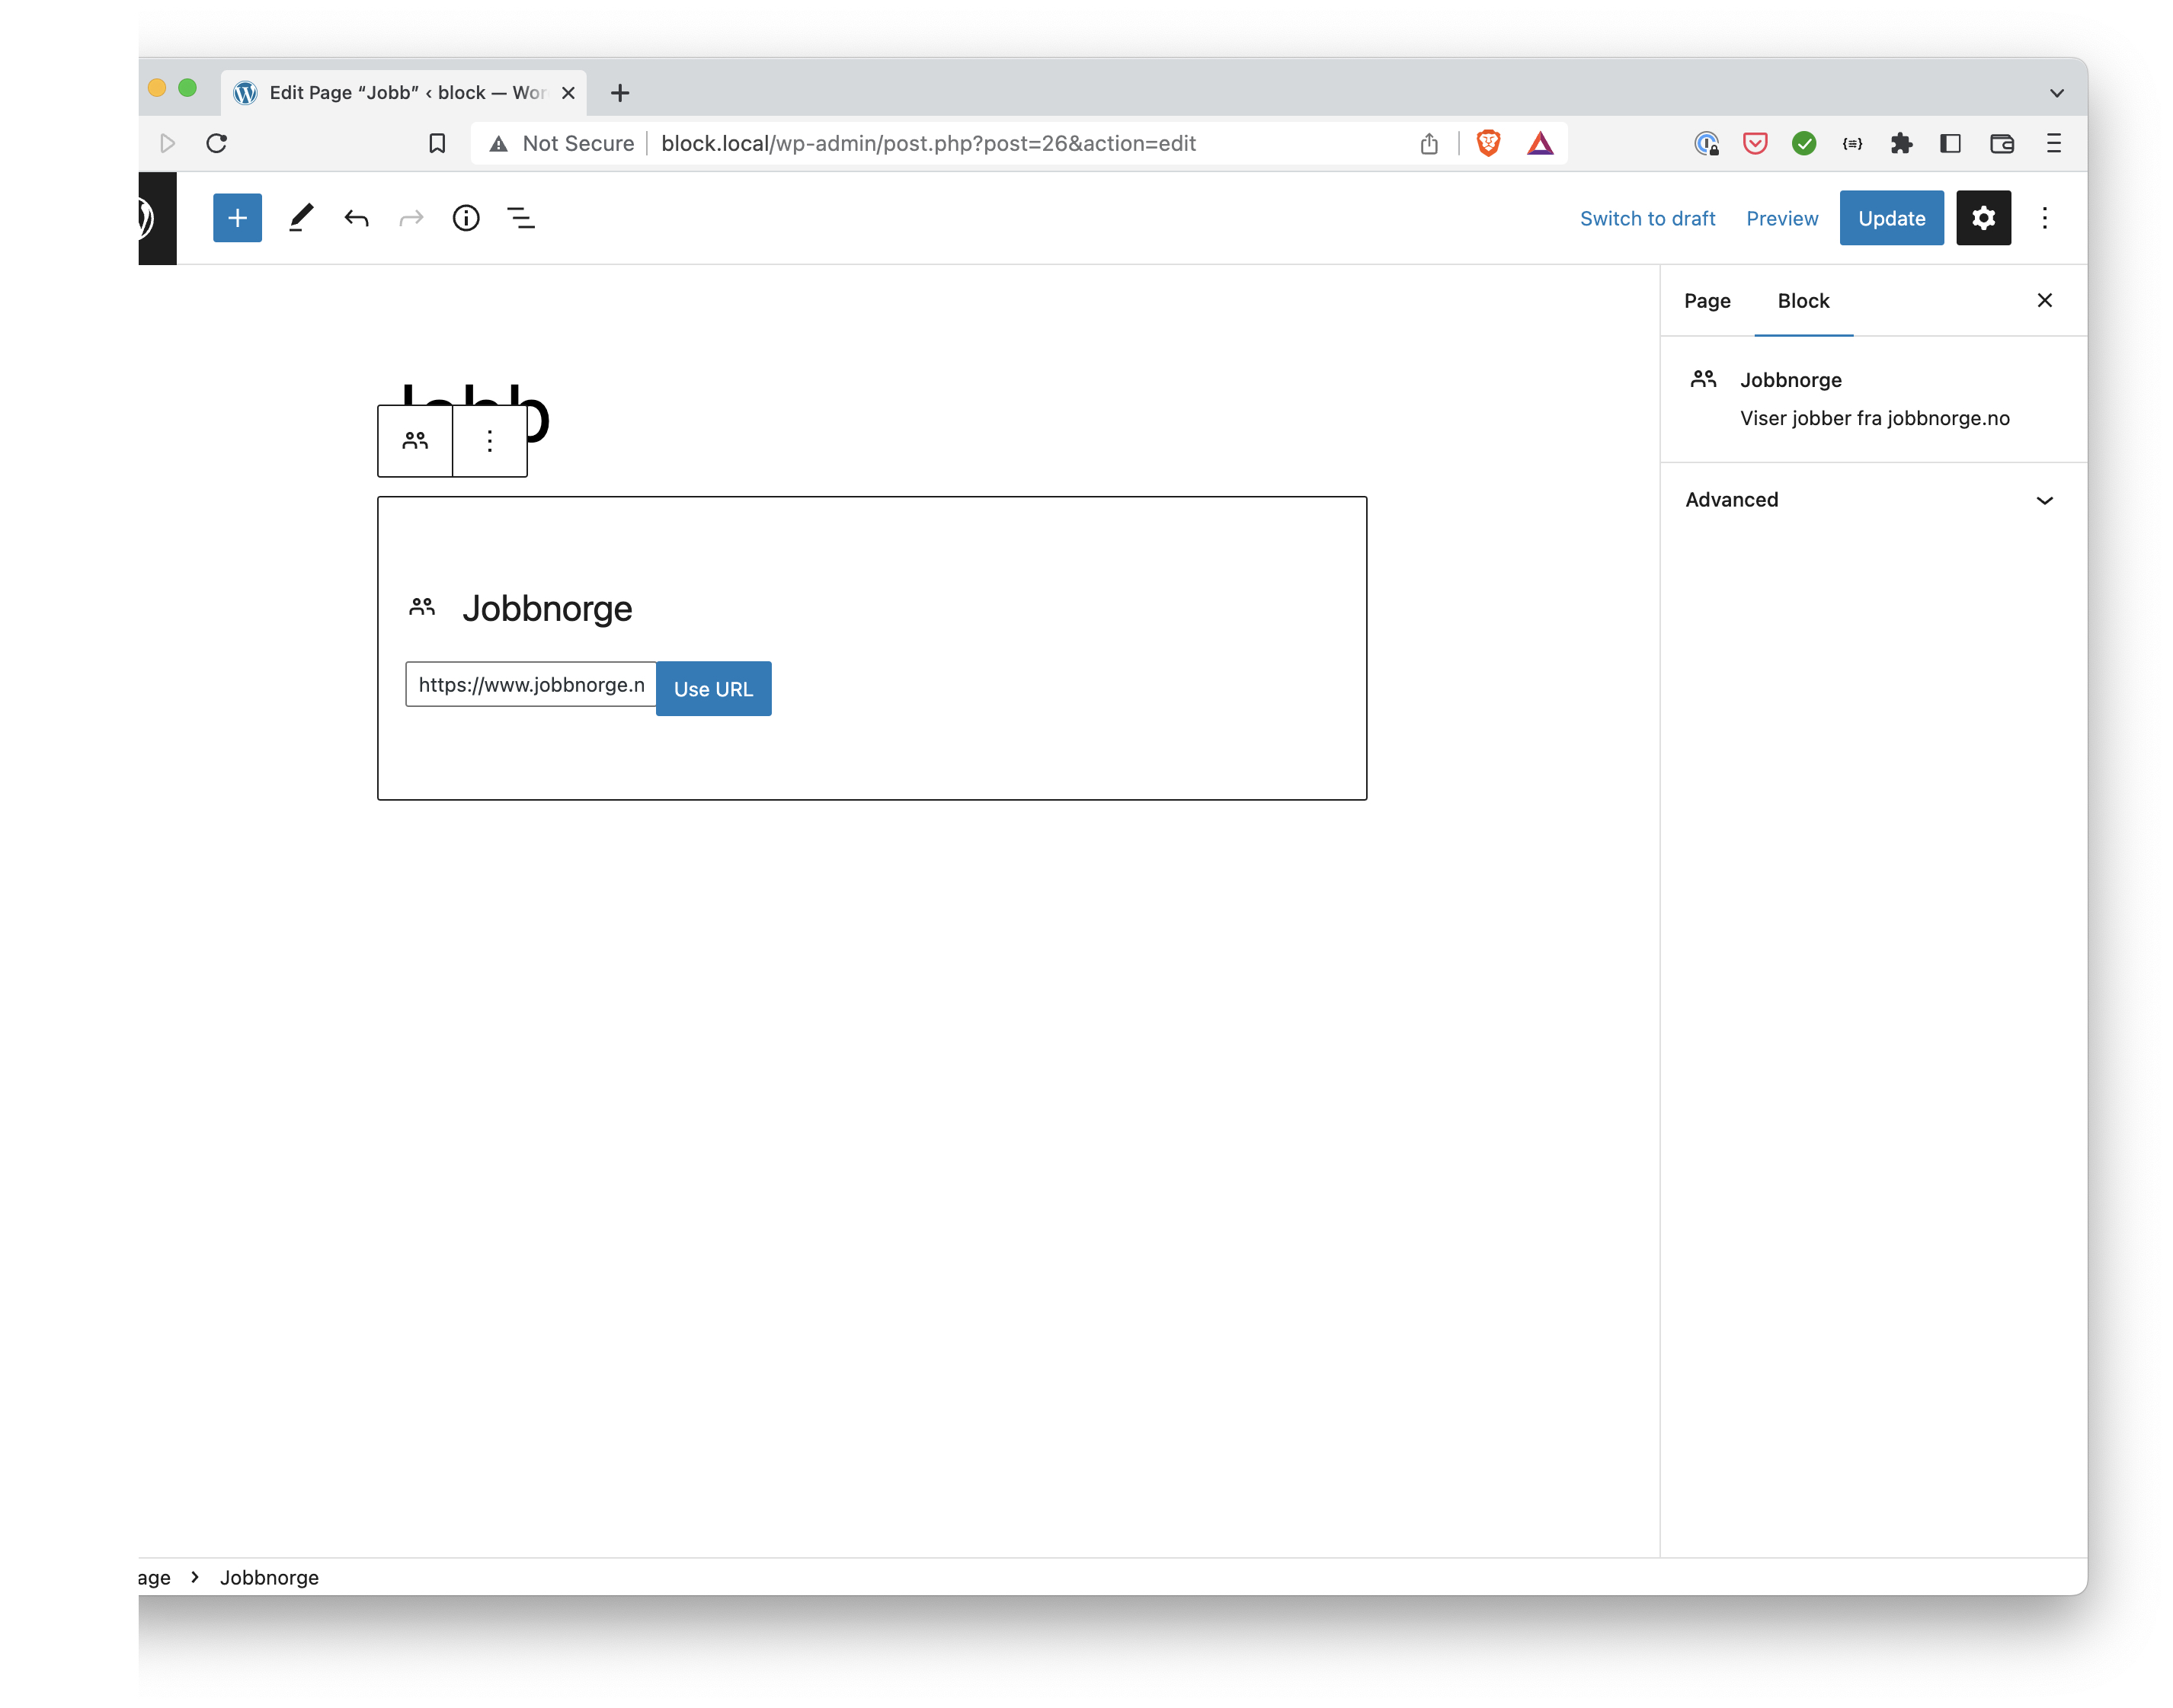 Edit Page “Jobb” ‹ block — Wor
Not Secure
block.local/wp-admin/post.php?post=26&action=edit
Switch to draft
Preview
Update
Page
Block
Jobbnorge
Viser jobber fra jobbnorge.no
Advanced
Jobb
Jobbnorge
https://www.jobbnorge.n
Use URL
age › Jobbnorge